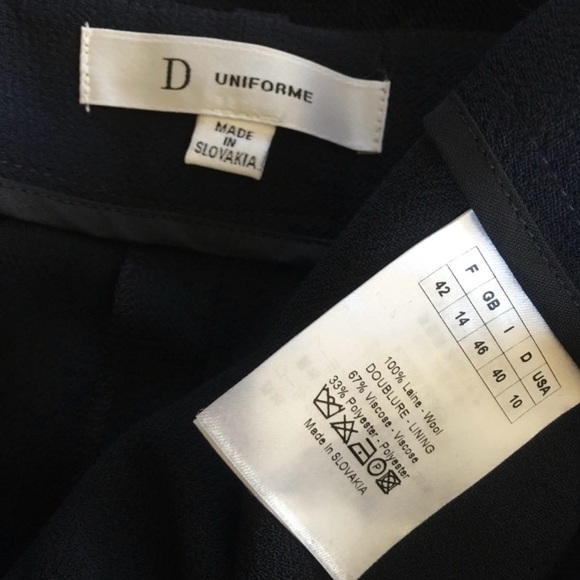 D UNIFORME
MADE
IN
SLOVAKIA
F GB I D USA
42 14 46 40 10
100% Laine - Wool
DOUBLURE - LINING
67% Viscose - Viscose
33% Polyester - Polyester
P
Made in SLOVAKIA